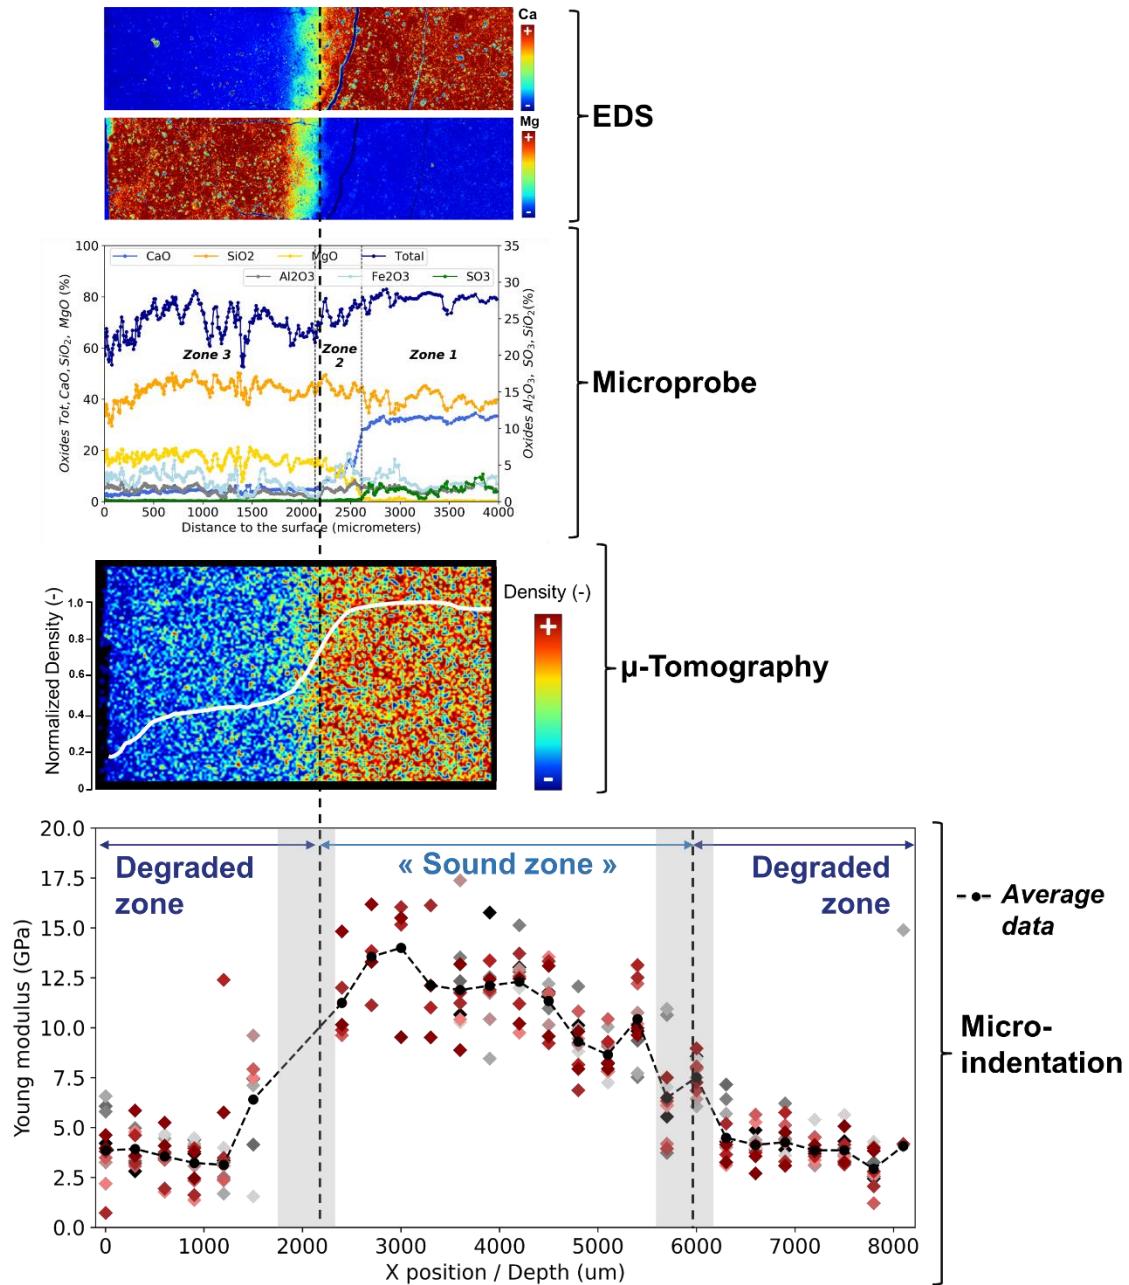 Ca
+
-
Mg
+
-
EDS
100
80
60
40
20
0
35
30
25
20
15
10
5
0
CaO
SiO2
MgO
Total
Al2O3
Fe2O3
SO3
Zone 3
Zone
2
Zone 1
Oxides Tot, CaO, SiO₂, MgO (%)
Oxides Al₂O₃, SO₃, SiO₂(%)
0 500 1000 1500 2000 2500 3000 3500 4000
Distance to the surface (micrometers)
Microprobe
Normalized Density (-)
1.0
0.8
0.6
0.4
0.2
0
Density (-)
+
-
μ-Tomography
20.0
17.5
15.0
12.5
10.0
7.5
5.0
2.5
0.0
Young modulus (GPa)
Degraded
zone
« Sound zone »
Degraded
zone
Average
data
Micro-
indentation
0 1000 2000 3000 4000 5000 6000 7000 8000
X position / Depth (um)